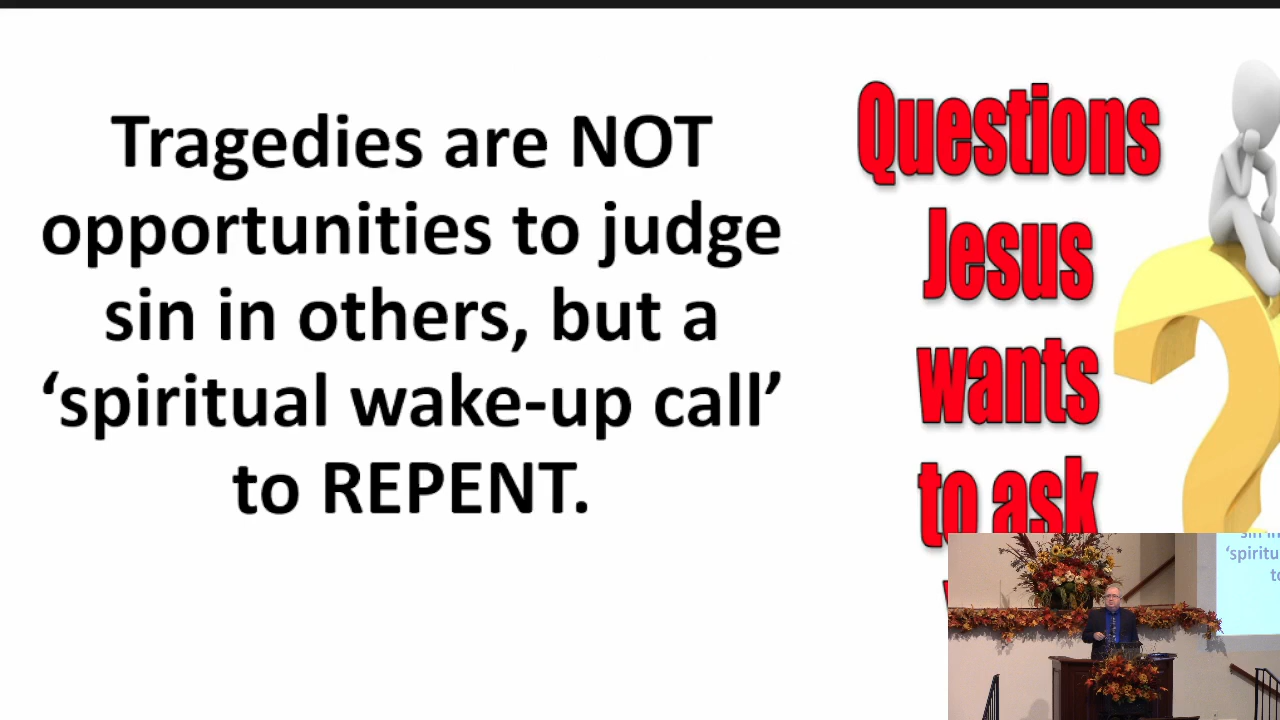 Tragedies are NOT
opportunities to judge
sin in others, but a
‘spiritual wake-up call’
to REPENT.
Questions
Jesus
wants
to ask
‘spiritu